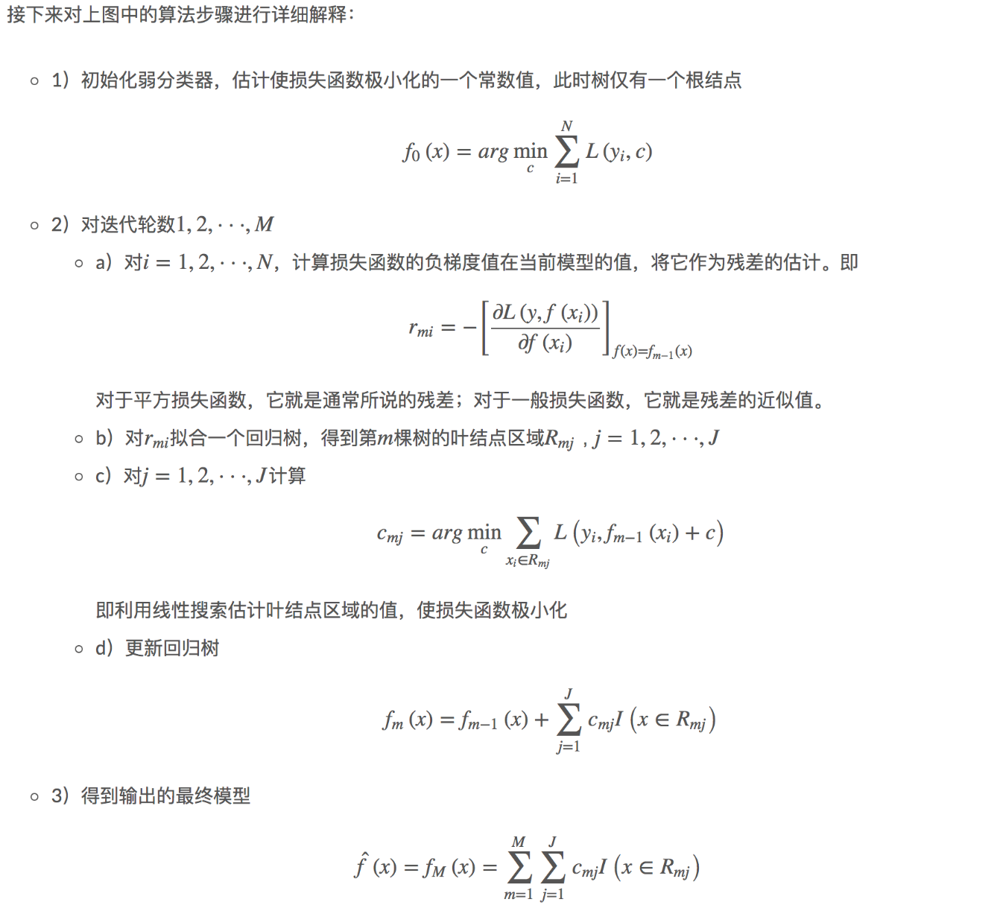 接下来对上图中的算法步骤进行详细解释：
1）初始化弱分类器，估计使损失函数极小化的一个常数值，此时树仅有一个根结点
$f_0(x) = arg \min_c \sum_{i=1}^{N} L(y_i, c)$
2）对迭代轮数1, 2, · · ·, M
a）对i = 1, 2, · · ·, N，计算损失函数的负梯度值在当前模型的值，将它作为残差的估计。即
$r_{mi} = -\left[\frac{\partial L(y, f(x_i))}{\partial f(x_i)}\right]_{f(x)=f_{m-1}(x)}$
对于平方损失函数，它就是通常所说的残差；对于一般损失函数，它就是残差的近似值。
b）对$r_{mi}$拟合一个回归树，得到第m棵树的叶结点区域$R_{mj}$ , j = 1, 2, · · ·, J
c）对j = 1, 2, · · ·, J计算
$c_{mj} = arg \min_c \sum_{x_i \in R_{mj}} L\left(y_i, f_{m-1}(x_i) + c\right)$
即利用线性搜索估计叶结点区域的值，使损失函数极小化
d）更新回归树
$f_m(x) = f_{m-1}(x) + \sum_{j=1}^{J} c_{mj} I\left(x \in R_{mj}\right)$
3）得到输出的最终模型
$\hat{f}(x) = f_M(x) = \sum_{m=1}^{M} \sum_{j=1}^{J} c_{mj} I\left(x \in R_{mj}\right)$